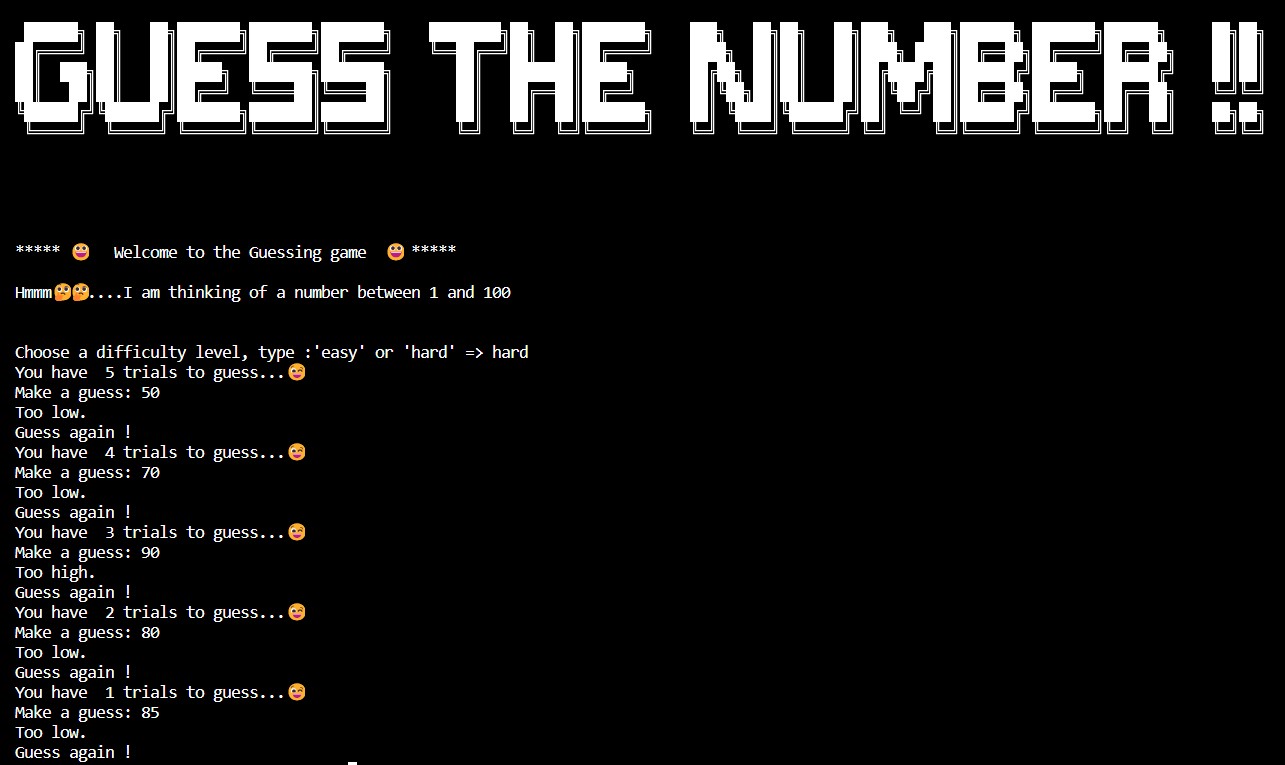 GUESS THE NUMBER !!
***** 😀 Welcome to the Guessing game 😀 *****
Hmmm🤔🤔....I am thinking of a number between 1 and 100
Choose a difficulty level, type :'easy' or 'hard' => hard
You have  5 trials to guess...😉
Make a guess: 50
Too low.
Guess again !
You have  4 trials to guess...😉
Make a guess: 70
Too low.
Guess again !
You have  3 trials to guess...😉
Make a guess: 90
Too high.
Guess again !
You have  2 trials to guess...😉
Make a guess: 80
Too low.
Guess again !
You have  1 trials to guess...😉
Make a guess: 85
Too low.
Guess again !